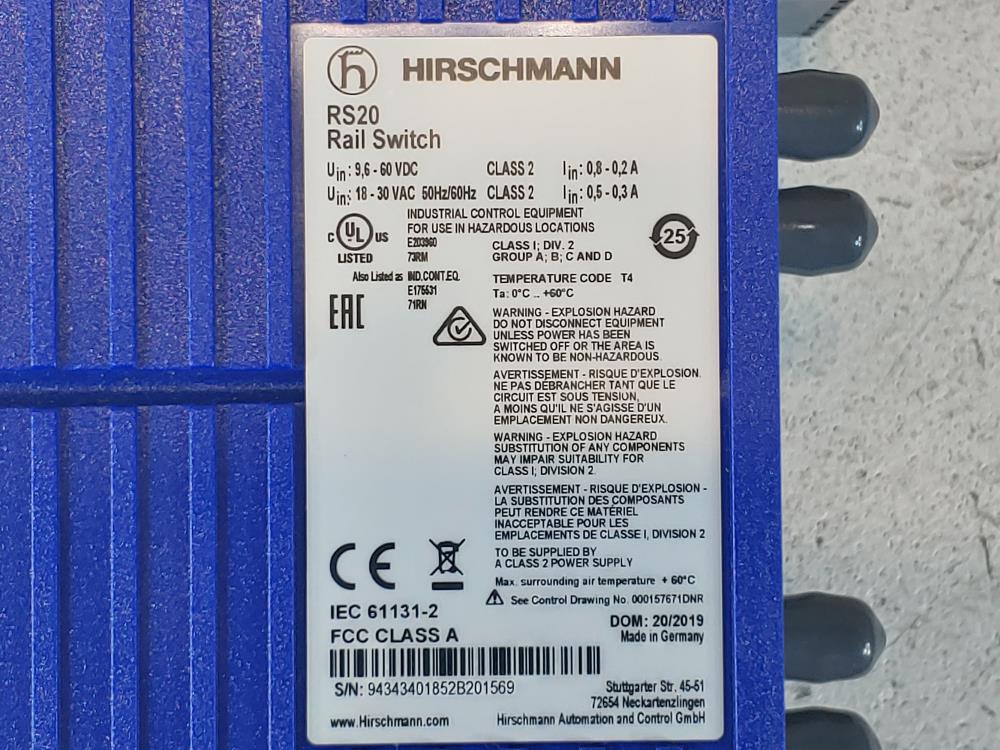 HIRSCHMANN
RS20
Rail Switch
Uin: 9,6 - 60 VDC CLASS 2 Iin: 0,8 - 0,2 A
Uin: 18 - 30 VAC 50Hz/60Hz CLASS 2 Iin: 0,5 - 0,3 A
INDUSTRIAL CONTROL EQUIPMENT
FOR USE IN HAZARDOUS LOCATIONS
C UL US
LISTED
E203960
73RM
CLASS I; DIV. 2
GROUP A; B; C AND D
25
Also Listed as IND.CONT.EQ.
E175531
71RN
TEMPERATURE CODE T4
Ta: 0°C ... +60°C
EAC
WARNING - EXPLOSION HAZARD
DO NOT DISCONNECT EQUIPMENT
UNLESS POWER HAS BEEN
SWITCHED OFF OR THE AREA IS
KNOWN TO BE NON-HAZARDOUS.
AVERTISSEMENT - RISQUE D'EXPLOSION.
NE PAS DÉBRANCHER TANT QUE LE
CIRCUIT EST SOUS TENSION,
A MOINS QU'IL NE S'AGISSE D'UN
EMPLACEMENT NON DANGEREUX.
WARNING - EXPLOSION HAZARD
SUBSTITUTION OF ANY COMPONENTS
MAY IMPAIR SUITABILITY FOR
CLASS I; DIVISION 2.
AVERTISSEMENT - RISQUE D'EXPLOSION -
LA SUBSTITUTION DES COMPOSANTS
PEUT RENDRE CE MATÉRIEL
INACCEPTABLE POUR LES
EMPLACEMENTS DE CLASSE I, DIVISION 2
TO BE SUPPLIED BY
A CLASS 2 POWER SUPPLY
Max. surrounding air temperature + 60°C
See Control Drawing No. 000157671DNR
CE
IEC 61131-2
FCC CLASS A
DOM: 20/2019
Made in Germany
S/N: 94343401852B201569
Stuttgarter Str. 45-51
72654 Neckartenzlingen
www.Hirschmann.com Hirschmann Automation and Control GmbH